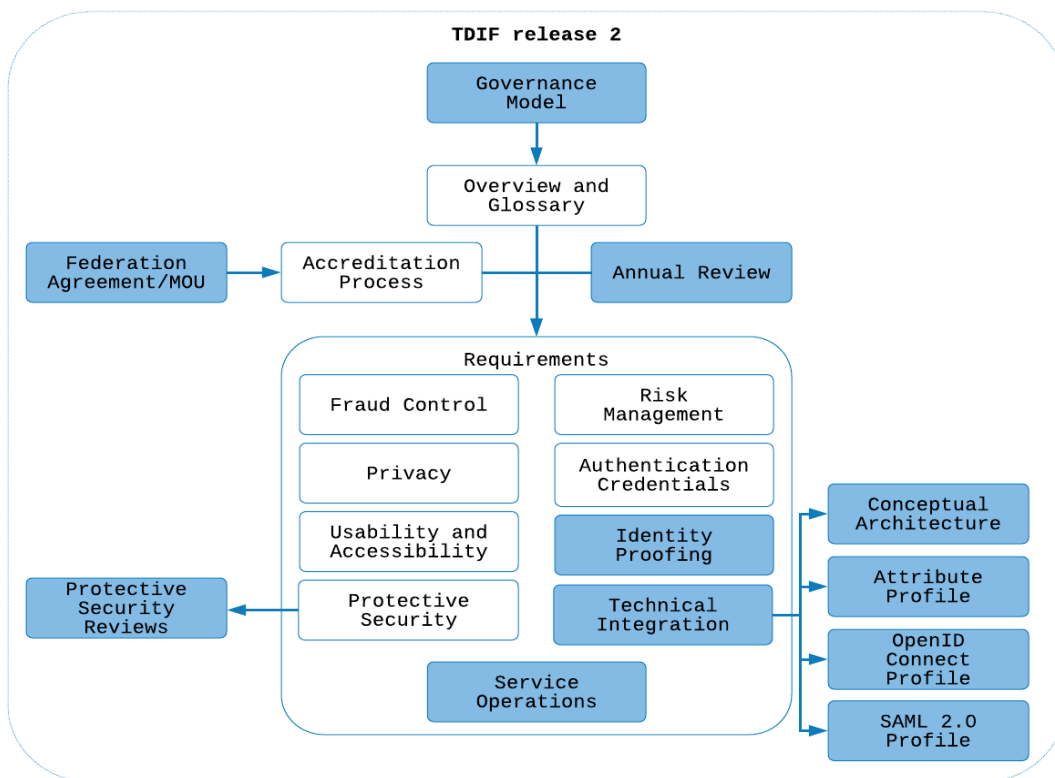 TDIF release 2
Governance
Model
Overview and
Glossary
Federation
Agreement/MOU
Accreditation
Process
Annual Review
Requirements
Fraud Control
Risk
Management
Privacy
Authentication
Credentials
Usability and
Accessibility
Identity
Proofing
Protective
Security
Technical
Integration
Service
Operations
Protective
Security
Reviews
Conceptual
Architecture
Attribute
Profile
OpenID
Connect
Profile
SAML 2.0
Profile